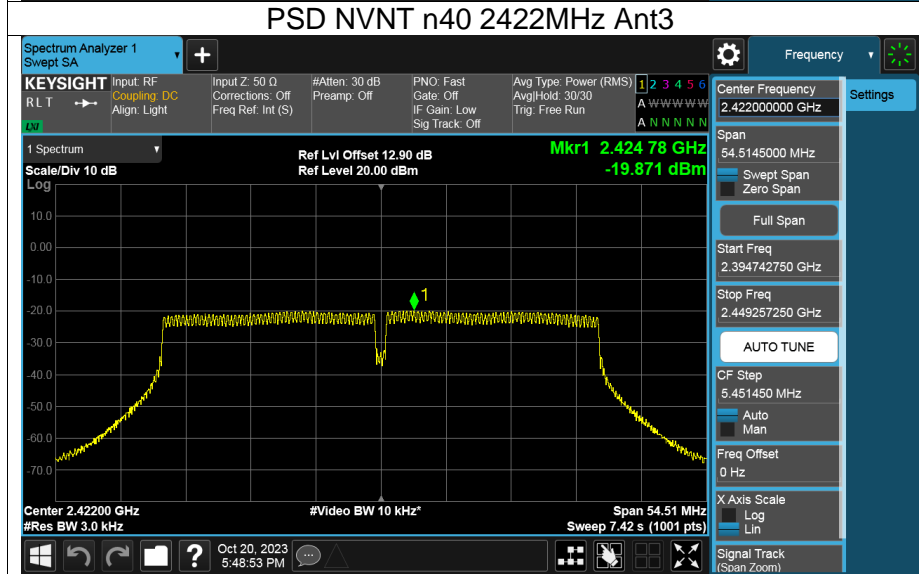 PSD NVNT n40 2422MHz Ant3
Spectrum Analyzer 1
Swept SA
+
Frequency
KEYSIGHT
RLT
LXI
Input: RF
Coupling: DC
Align: Light
Input Z: 50 Ω
Corrections: Off
Freq Ref: Int (S)
#Atten: 30 dB
Preamp: Off
PNO: Fast
Gate: Off
IF Gain: Low
Sig Track: Off
Avg Type: Power (RMS)
Avg|Hold: 30/30
Trig: Free Run
1 2 3 4 5 6
A W W W W W
A N N N N N
1 Spectrum
Scale/Div 10 dB
Log
Ref Lvl Offset 12.90 dB
Ref Level 20.00 dBm
Mkr1 2.424 78 GHz
-19.871 dBm
10.0
0.00
-10.0
-20.0
-30.0
-40.0
-50.0
-60.0
-70.0
1
Center 2.42200 GHz
#Res BW 3.0 kHz
#Video BW 10 kHz*
Span 54.51 MHz
Sweep 7.42 s (1001 pts)
?
Oct 20, 2023
5:48:53 PM
Center Frequency
2.422000000 GHz
Settings
Span
54.5145000 MHz
Swept Span
Zero Span
Full Span
Start Freq
2.394742750 GHz
Stop Freq
2.449257250 GHz
AUTO TUNE
CF Step
5.451450 MHz
Auto
Man
Freq Offset
0 Hz
X Axis Scale
Log
Lin
Signal Track
(Span Zoom)